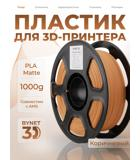 ПЛАСТИК
ДЛЯ 3D-ПРИНТЕРА
PLA
Matte
1000g
Совместим
с AMS
BYNET
3D
Коричневый